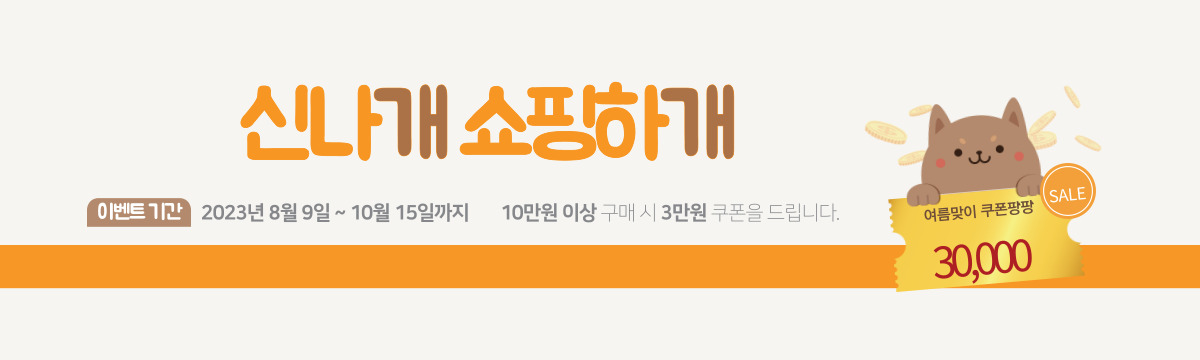 신나개 쇼핑하개
이벤트 기간 2023년 8월 9일 ~ 10월 15일까지 10만원 이상 구매 시 3만원 쿠폰을 드립니다.
SALE
여름맞이 쿠폰팡팡
30,000